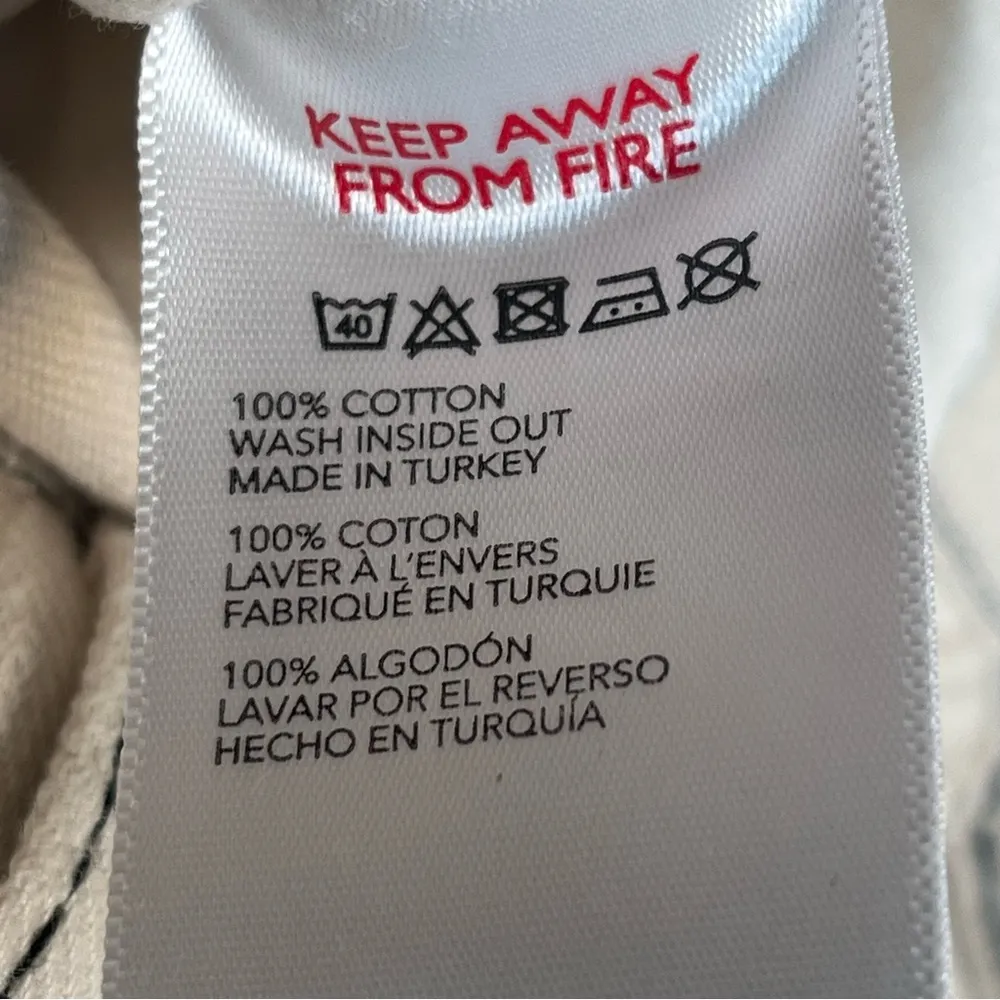 KEEP AWAY
FROM FIRE
40
100% COTTON
WASH INSIDE OUT
MADE IN TURKEY
100% COTON
LAVER À L'ENVERS
FABRIQUÉ EN TURQUIE
100% ALGODÓN
LAVAR POR EL REVERSO
HECHO EN TURQUÍA